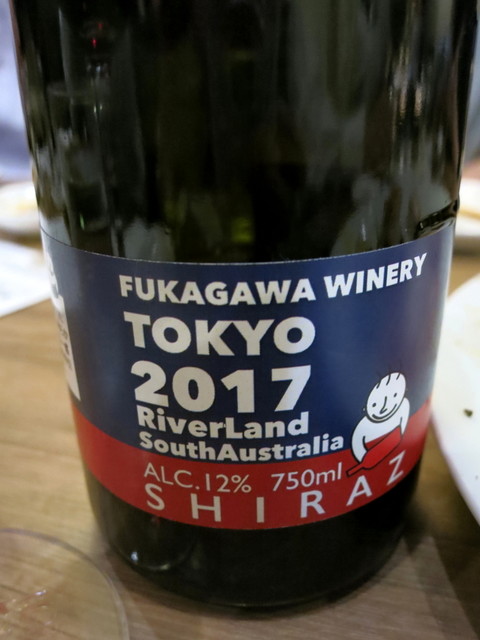 FUKAGAWA WINERY
TOKYO
2017
RiverLand
SouthAustralia
ALC.12% 750ml
SHIRAZ